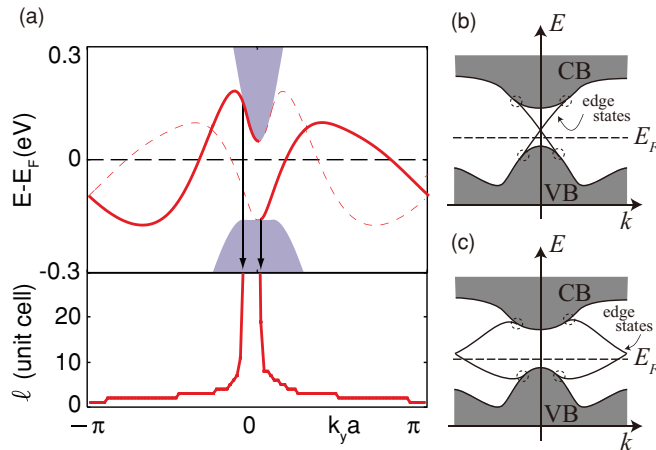 (a)
0.3
0
-0.3
E-E_F(eV)
20
10
0
ℓ (unit cell)
−π
0
k_ya
π
(b)
E
CB
edge
states
E_F
VB
k
(c)
E
CB
edge
states
E_F
VB
k